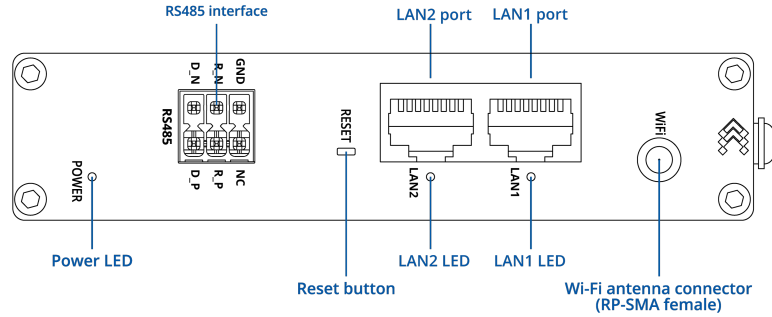 RS485 interface
LAN2 port
LAN1 port
D_N
R_N
GND
RS485
D_P
R_P
NC
POWER
RESET
LAN2
LAN1
WiFi
Power LED
Reset button
LAN2 LED
LAN1 LED
Wi-Fi antenna connector
(RP-SMA female)